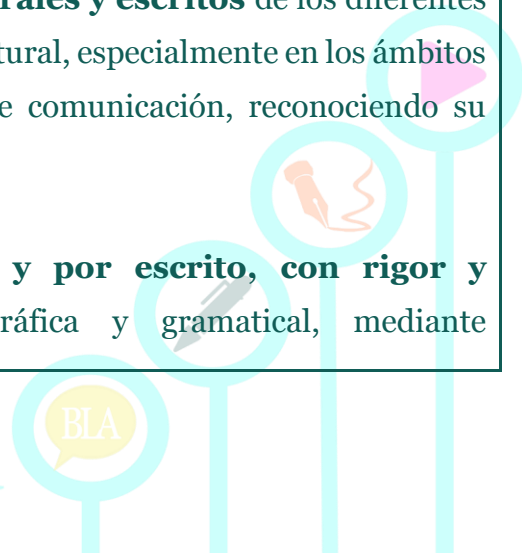 rales y escritos de los diferentes
tural, especialmente en los ámbitos
e comunicación, reconociendo su
y por escrito, con rigor y
ráfica y gramatical, mediante
BLA